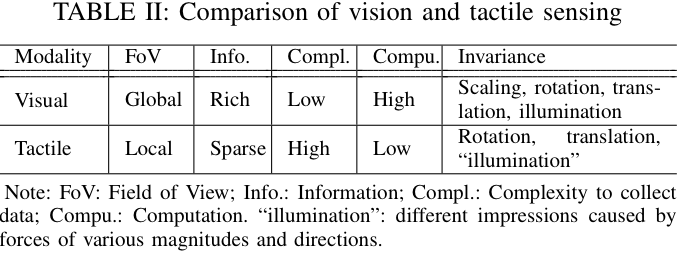 TABLE II: Comparison of vision and tactile sensing
Modality FoV Info. Compl. Compu. Invariance
Visual Global Rich Low High Scaling, rotation, trans-
lation, illumination
Tactile Local Sparse High Low Rotation, translation,
“illumination”
Note: FoV: Field of View; Info.: Information; Compl.: Complexity to collect
data; Compu.: Computation. “illumination”: different impressions caused by
forces of various magnitudes and directions.